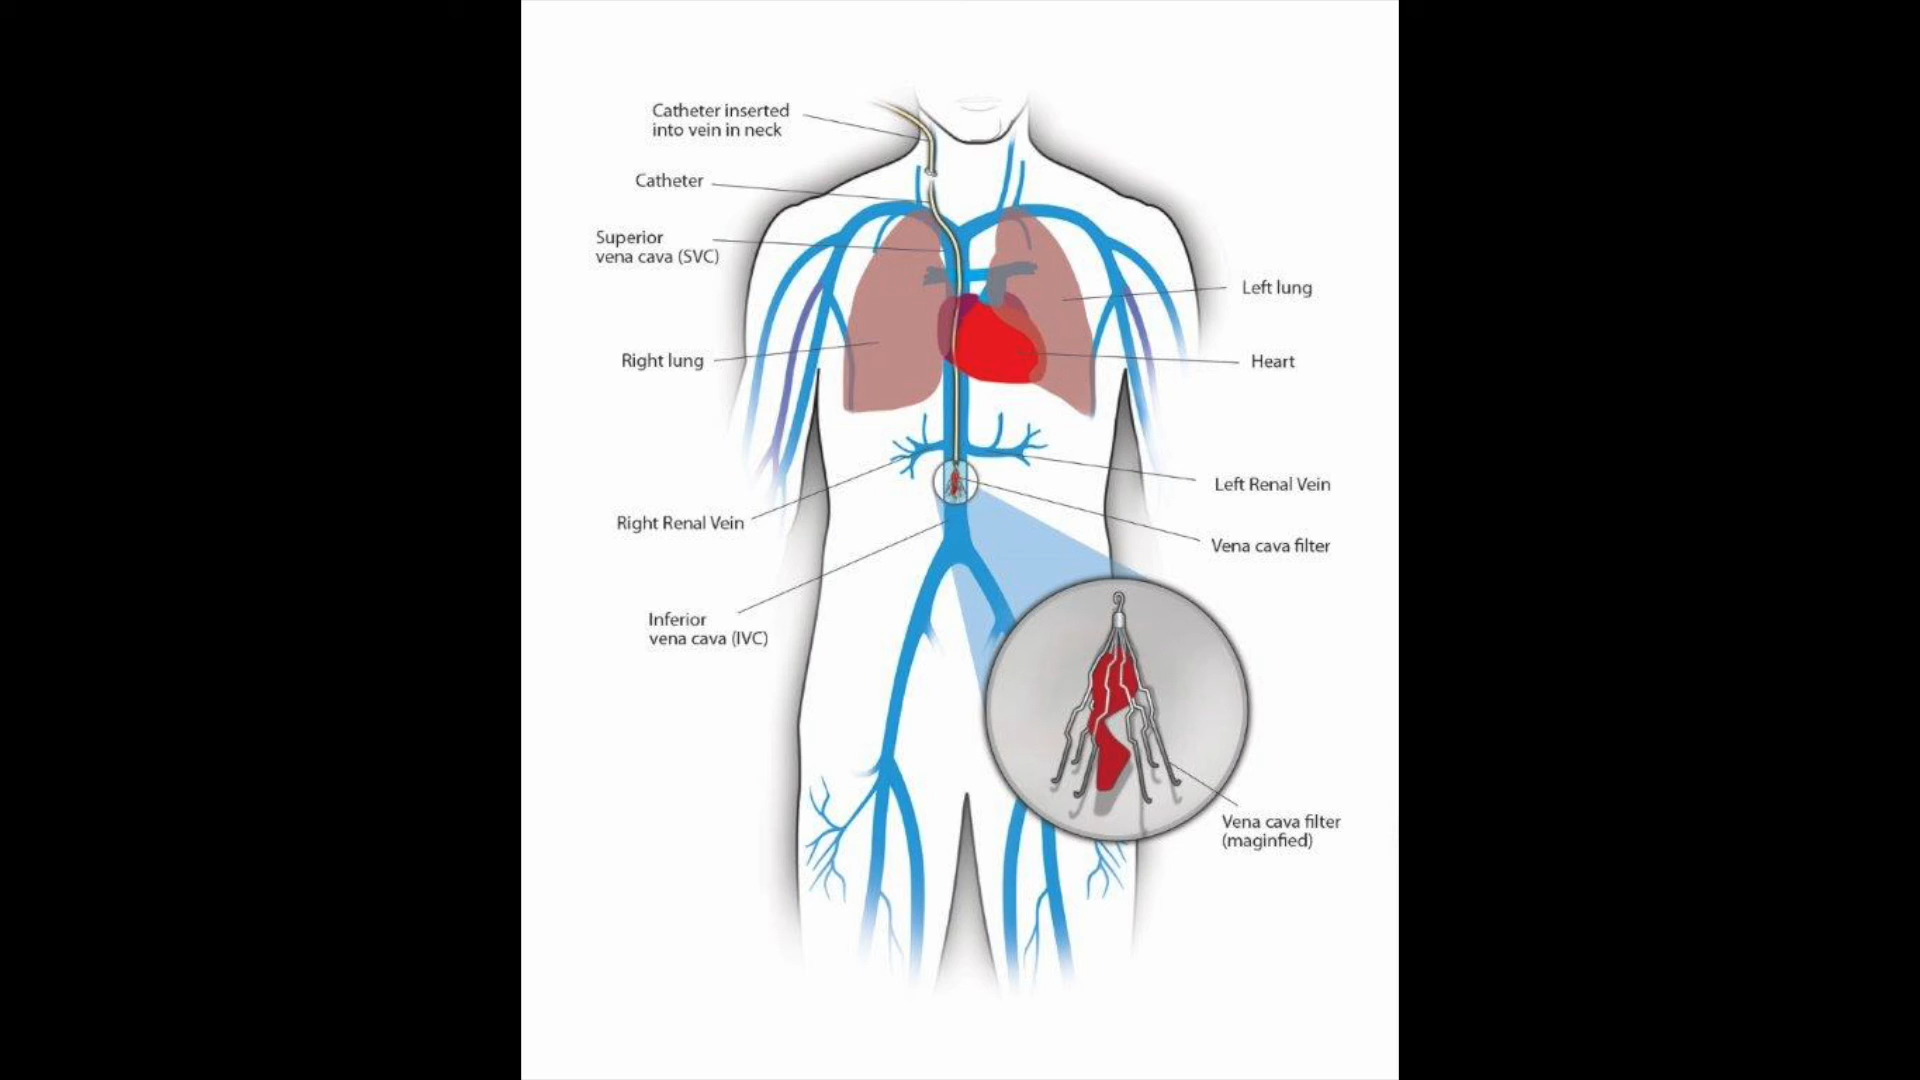 Catheter inserted
into vein in neck
Catheter
Superior
vena cava (SVC)
Left lung
Right lung
Heart
Left Renal Vein
Right Renal Vein
Vena cava filter
Inferior
vena cava (IVC)
Vena cava filter
(maginfied)